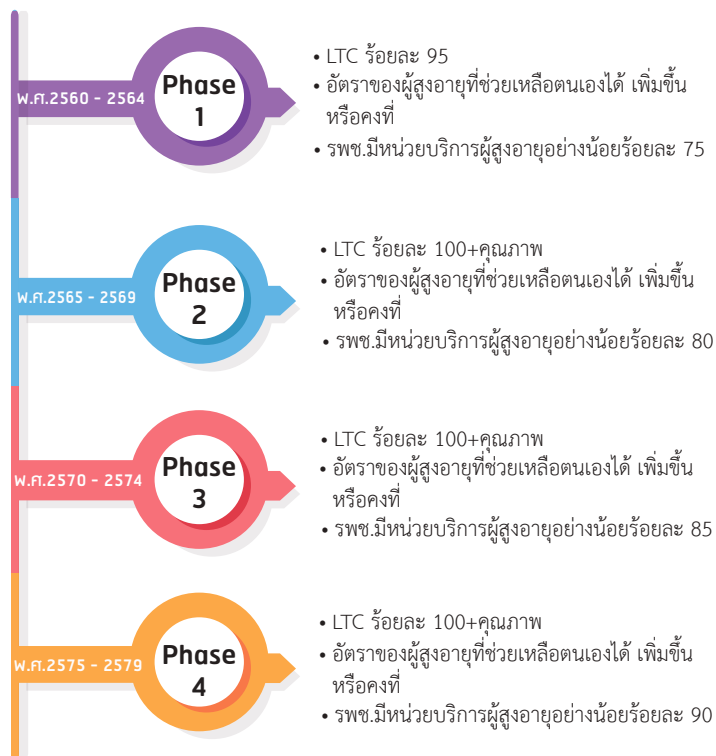 พ.ศ.2560 - 2564
Phase
1
• LTC ร้อยละ 95
• อัตราของผู้สูงอายุที่ช่วยเหลือตนเองได้ เพิ่มขึ้น
หรือคงที่
• รพช.มีหน่วยบริการผู้สูงอายุอย่างน้อยร้อยละ 75
พ.ศ.2565 - 2569
Phase
2
• LTC ร้อยละ 100+คุณภาพ
• อัตราของผู้สูงอายุที่ช่วยเหลือตนเองได้ เพิ่มขึ้น
หรือคงที่
• รพช.มีหน่วยบริการผู้สูงอายุอย่างน้อยร้อยละ 80
พ.ศ.2570 - 2574
Phase
3
• LTC ร้อยละ 100+คุณภาพ
• อัตราของผู้สูงอายุที่ช่วยเหลือตนเองได้ เพิ่มขึ้น
หรือคงที่
• รพช.มีหน่วยบริการผู้สูงอายุอย่างน้อยร้อยละ 85
พ.ศ.2575 - 2579
Phase
4
• LTC ร้อยละ 100+คุณภาพ
• อัตราของผู้สูงอายุที่ช่วยเหลือตนเองได้ เพิ่มขึ้น
หรือคงที่
• รพช.มีหน่วยบริการผู้สูงอายุอย่างน้อยร้อยละ 90